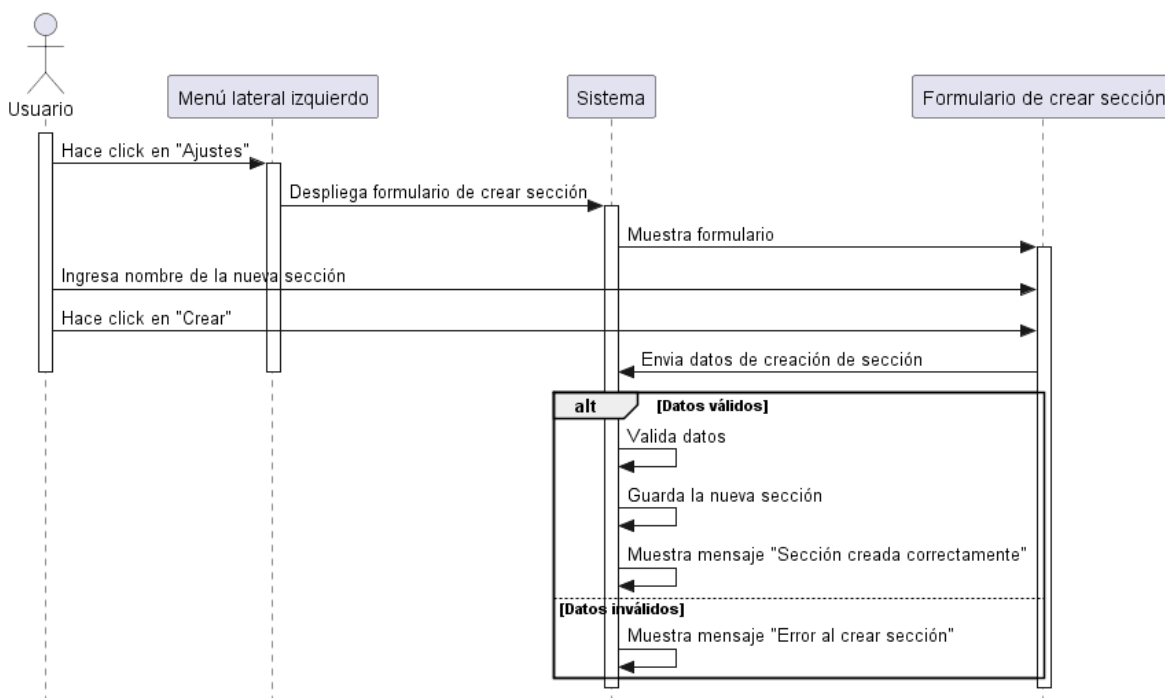 Usuario
Menú lateral izquierdo
Sistema
Formulario de crear sección
Hace click en "Ajustes"
Despliega formulario de crear sección
Muestra formulario
Ingresa nombre de la nueva sección
Hace click en "Crear"
Envia datos de creación de sección
alt [Datos válidos]
Valida datos
Guarda la nueva sección
Muestra mensaje "Sección creada correctamente"
[Datos inválidos]
Muestra mensaje "Error al crear sección"